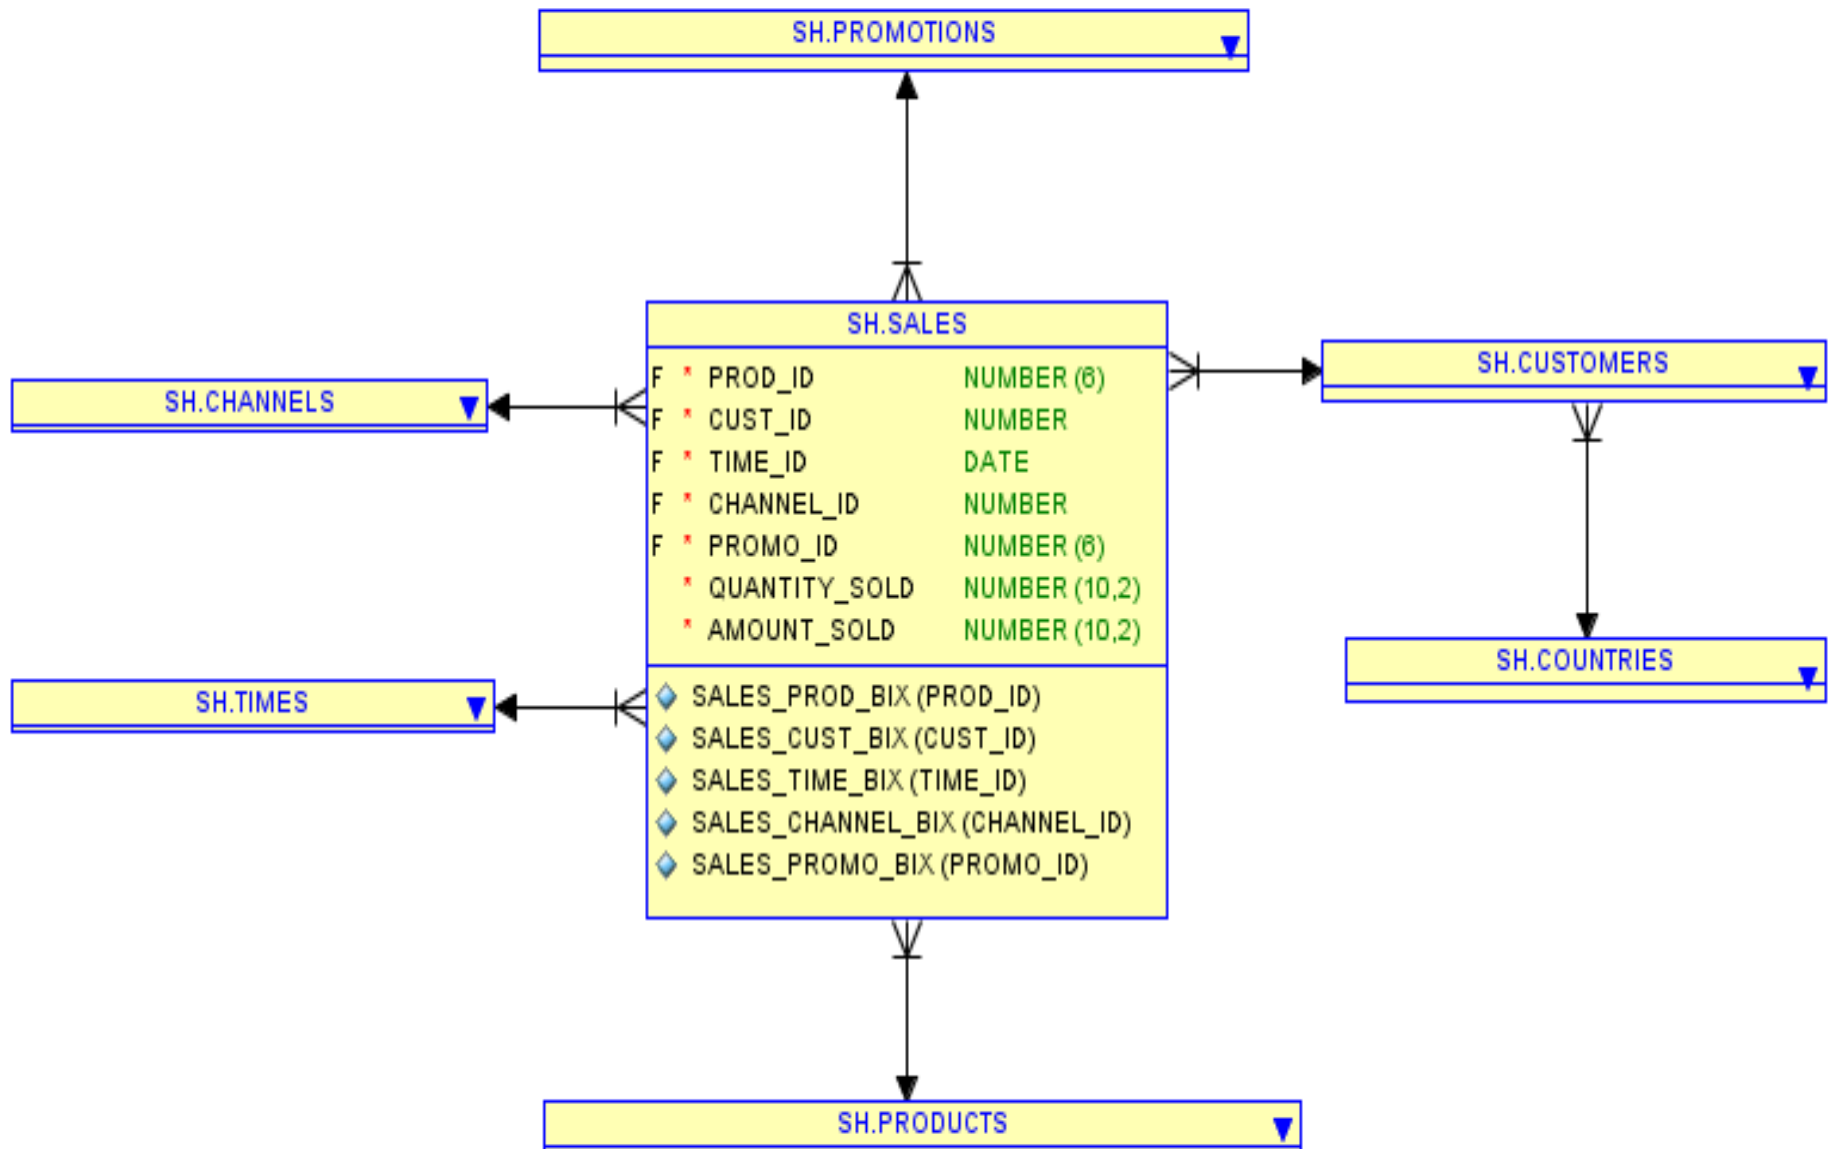 SH.PROMOTIONS
SH.SALES
F * PROD_ID NUMBER (6)
F * CUST_ID NUMBER
F * TIME_ID DATE
F * CHANNEL_ID NUMBER
F * PROMO_ID NUMBER (6)
* QUANTITY_SOLD NUMBER (10,2)
* AMOUNT_SOLD NUMBER (10,2)
SALES_PROD_BIX (PROD_ID)
SALES_CUST_BIX (CUST_ID)
SALES_TIME_BIX (TIME_ID)
SALES_CHANNEL_BIX (CHANNEL_ID)
SALES_PROMO_BIX (PROMO_ID)
SH.CHANNELS
SH.TIMES
SH.CUSTOMERS
SH.COUNTRIES
SH.PRODUCTS